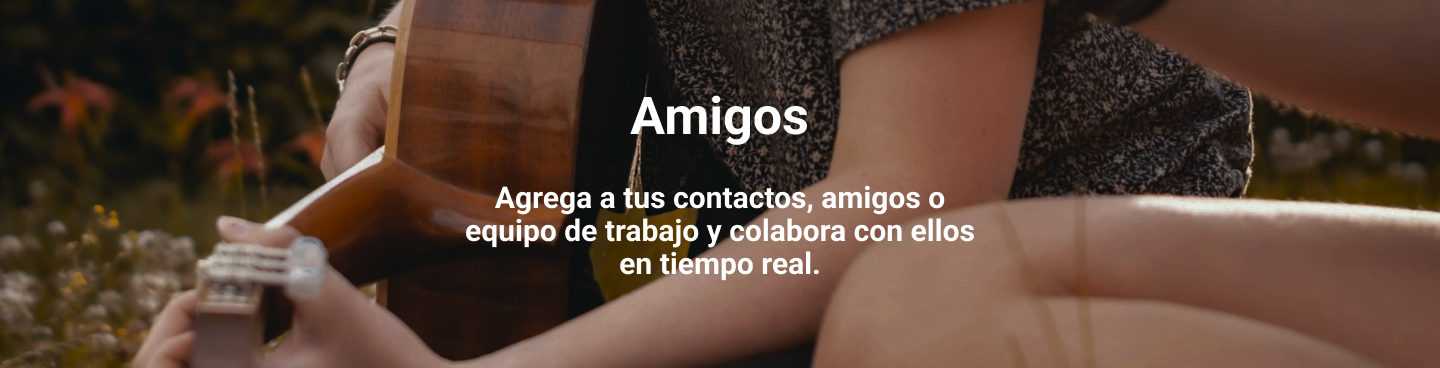 Amigos
Agrega a tus contactos, amigos o
equipo de trabajo y colabora con ellos
en tiempo real.